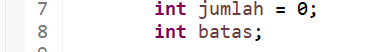 7 int jumlah = 0;
8 int batas;